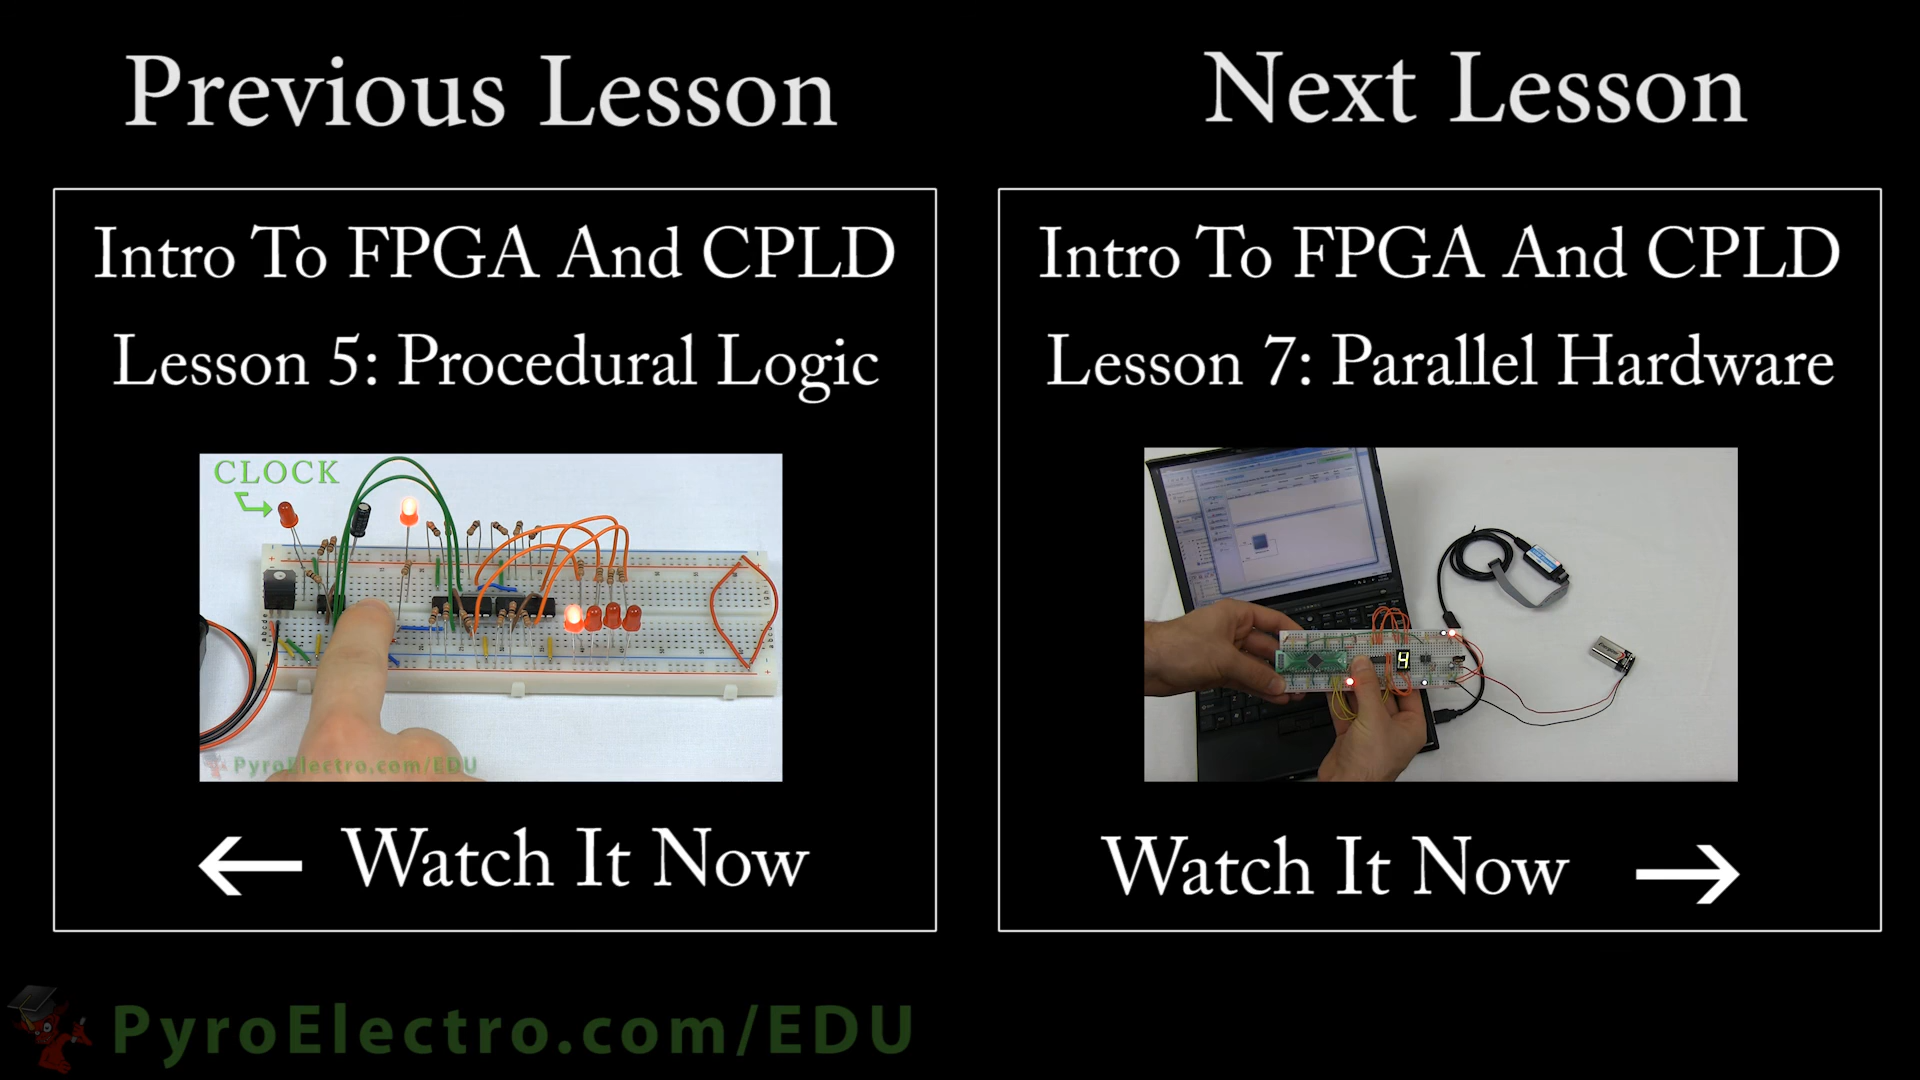 Previous Lesson
Intro To FPGA And CPLD
Lesson 5: Procedural Logic
CLOCK
PyroElectro.com/EDU
Watch It Now
Next Lesson
Intro To FPGA And CPLD
Lesson 7: Parallel Hardware
4
Watch It Now
PyroElectro.com/EDU